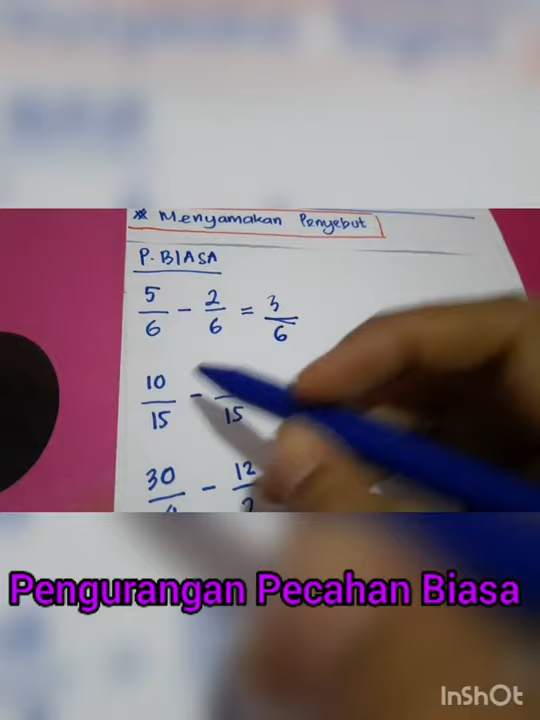 * Menyamakan Penyebut
P. BIASA
5/6 - 2/6 = 3/6
10/15 - /15
30/ - 12/
Pengurangan Pecahan Biasa
InShOt